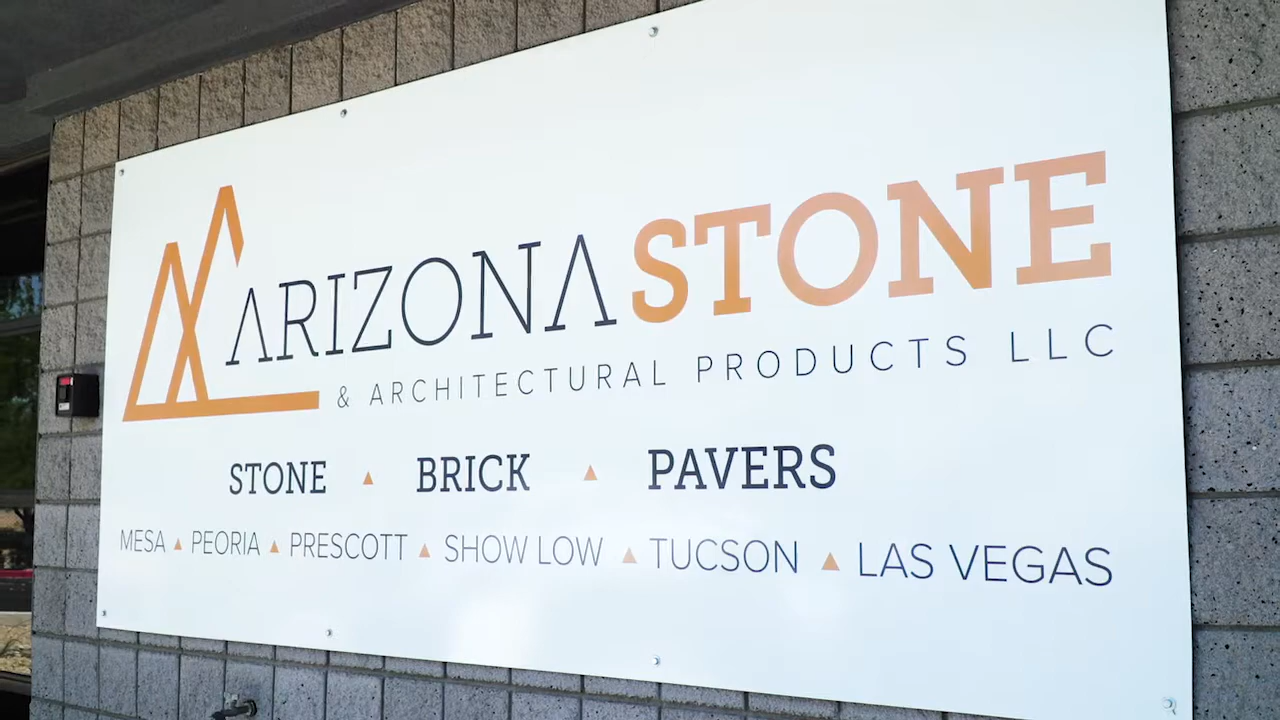 ARIZONA STONE
& ARCHITECTURAL PRODUCTS LLC
STONE ▲ BRICK ▲ PAVERS
MESA ▲ PEORIA ▲ PRESCOTT ▲ SHOW LOW ▲ TUCSON ▲ LAS VEGAS